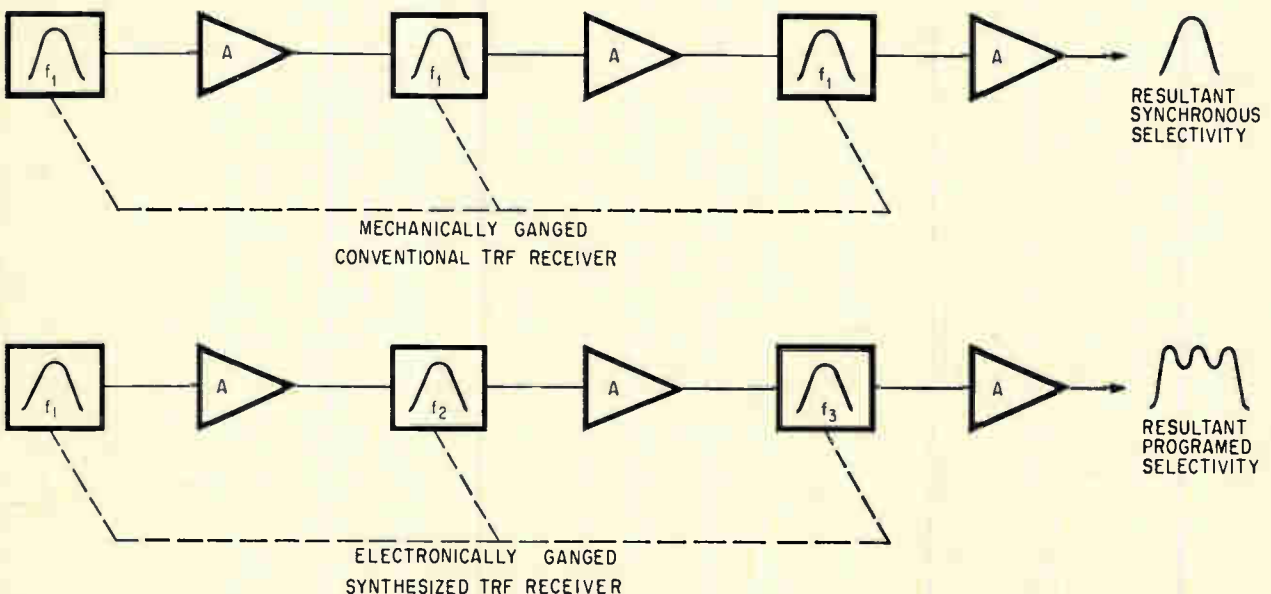 f1
A
f1
A
f1
A
RESULTANT
SYNCHRONOUS
SELECTIVITY
MECHANICALLY GANGED
CONVENTIONAL TRF RECEIVER
f1
A
f2
A
f3
A
RESULTANT
PROGRAMED
SELECTIVITY
ELECTRONICALLY GANGED
SYNTHESIZED TRF RECEIVER